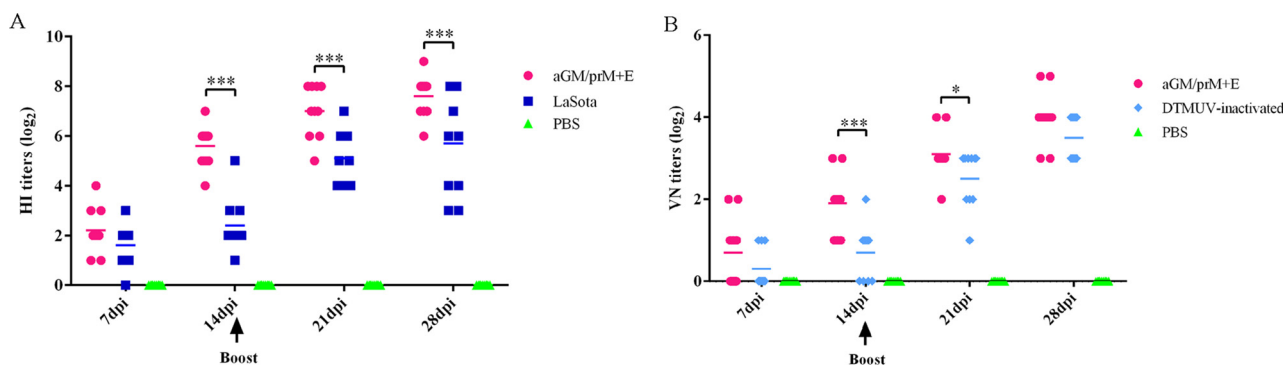 A
HI titers (log2)
10
8
6
4
2
0
***
***
***
7dpi
14dpi
21dpi
28dpi
Boost
aGM/prM+E
LaSota
PBS
B
VN titers (log2)
6
4
2
0
***
*
7dpi
14dpi
21dpi
28dpi
Boost
aGM/prM+E
DTMUV-inactivated
PBS